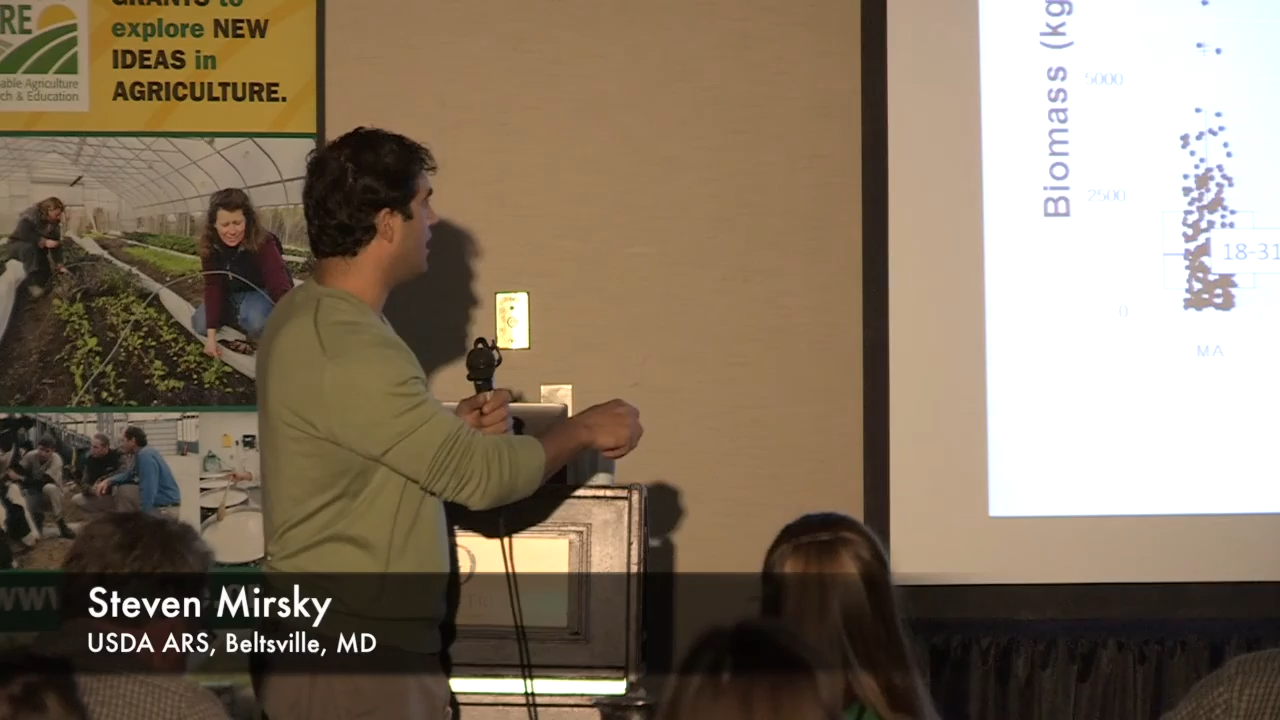 GRANTS to
explore NEW
IDEAS in
AGRICULTURE.
RE
able Agriculture
ch & Education
Biomass (kg
5000
2500
0
18-31
MA
Steven Mirsky
USDA ARS, Beltsville, MD